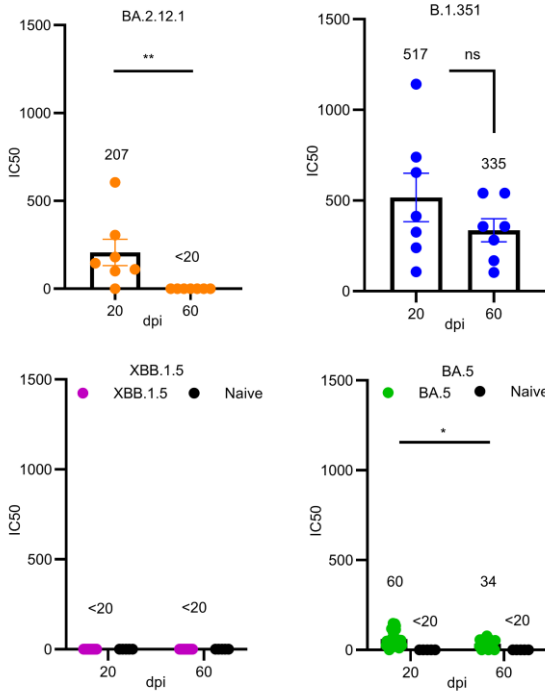 BA.2.12.1
1500
1000
500
0
IC50
**
207
<20
20 60
dpi
B.1.351
1500
1000
500
0
IC50
517
ns
335
20 60
dpi
XBB.1.5
XBB.1.5 Naive
1500
1000
500
0
IC50
<20 <20
20 60
dpi
BA.5
BA.5 Naive
1500
1000
500
0
IC50
*
60 34
<20 <20
20 60
dpi